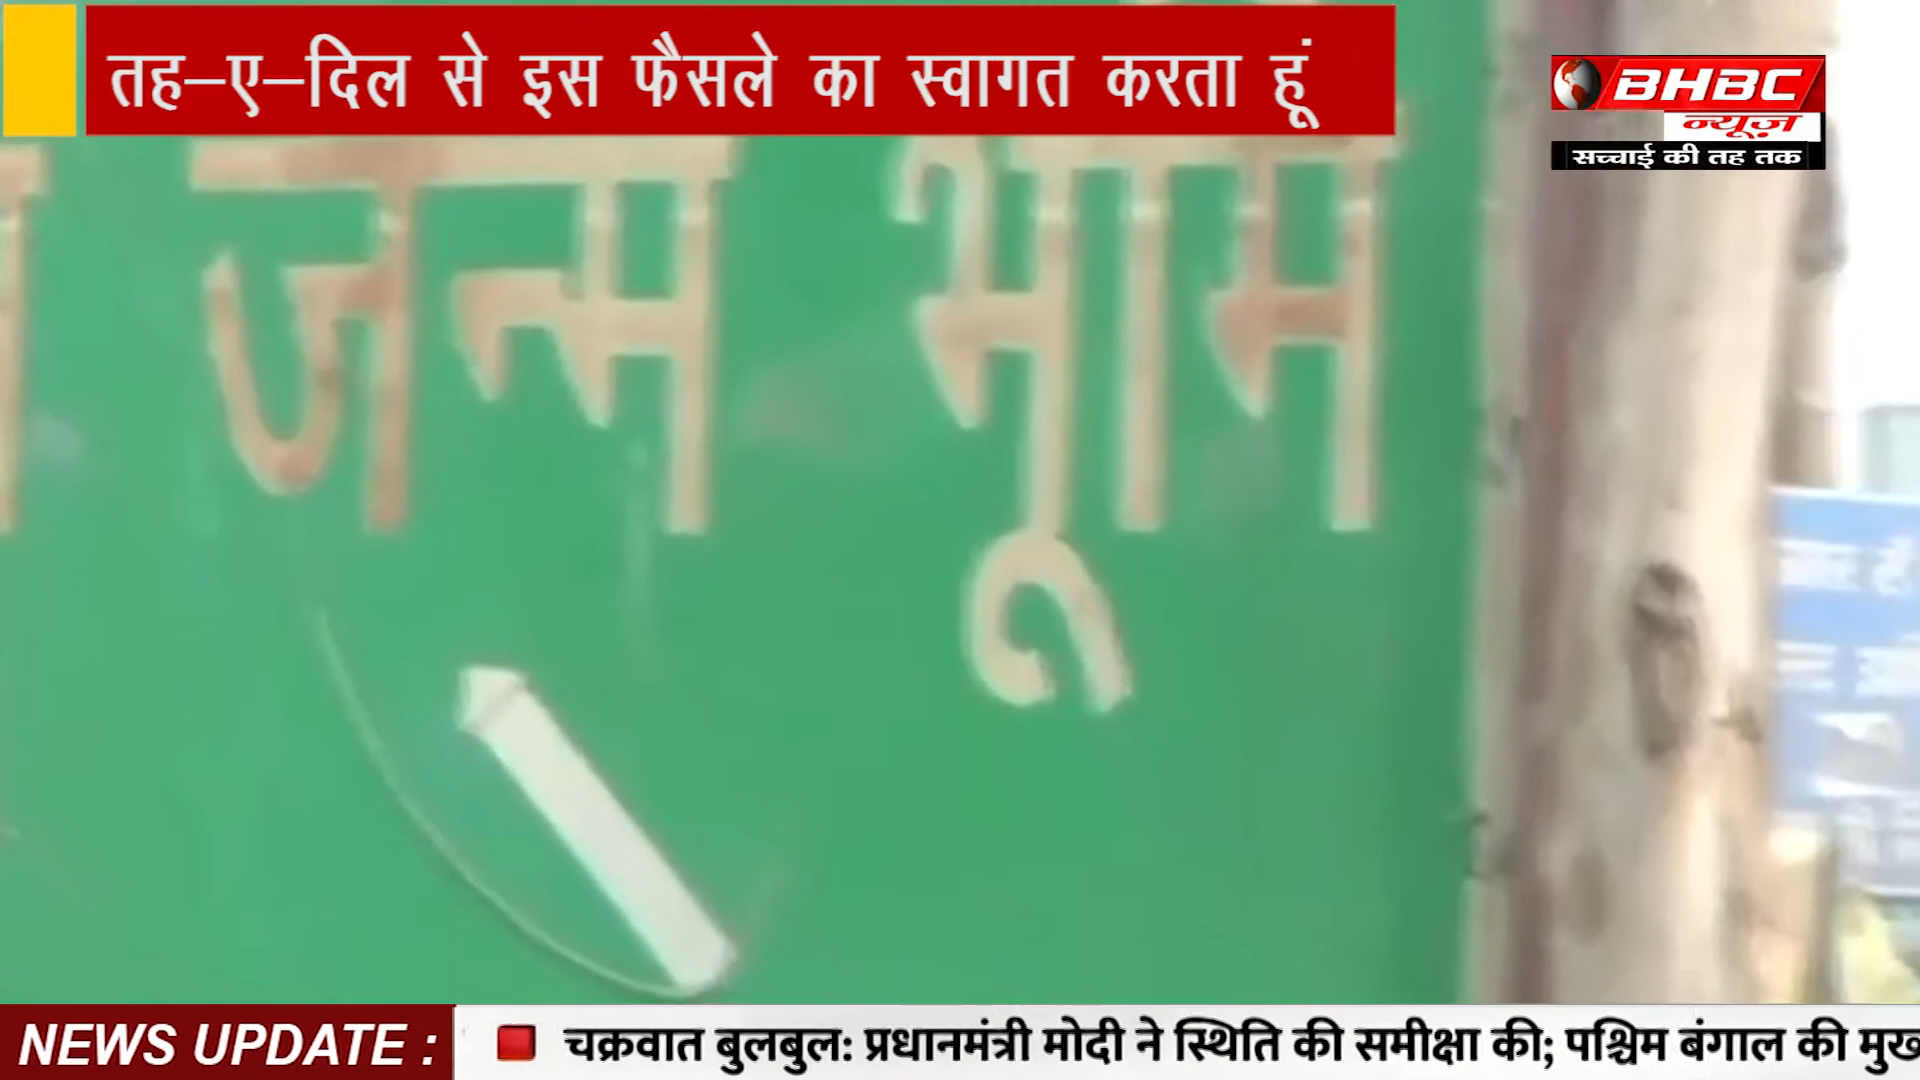 तह–ए–दिल से इस फैसले का स्वागत करता हूं
BHBC
न्यूज़
सच्चाई की तह तक
जन्म भूमि
NEWS UPDATE :
चक्रवात बुलबुल: प्रधानमंत्री मोदी ने स्थिति की समीक्षा की; पश्चिम बंगाल की